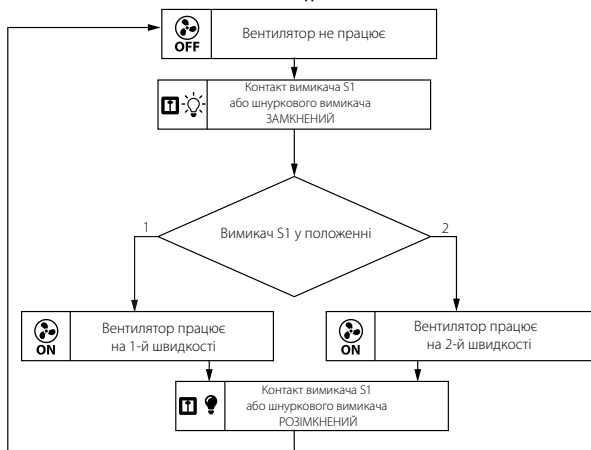 OFF
Вентилятор не працює
Контакт вимикача S1
або шнуркового вимикача
ЗАМКНЕНИЙ
Вимикач S1 у положенні
1
2
ON
Вентилятор працює
на 1-й швидкості
ON
Вентилятор працює
на 2-й швидкості
Контакт вимикача S1
або шнуркового вимикача
РОЗІМКНЕНИЙ